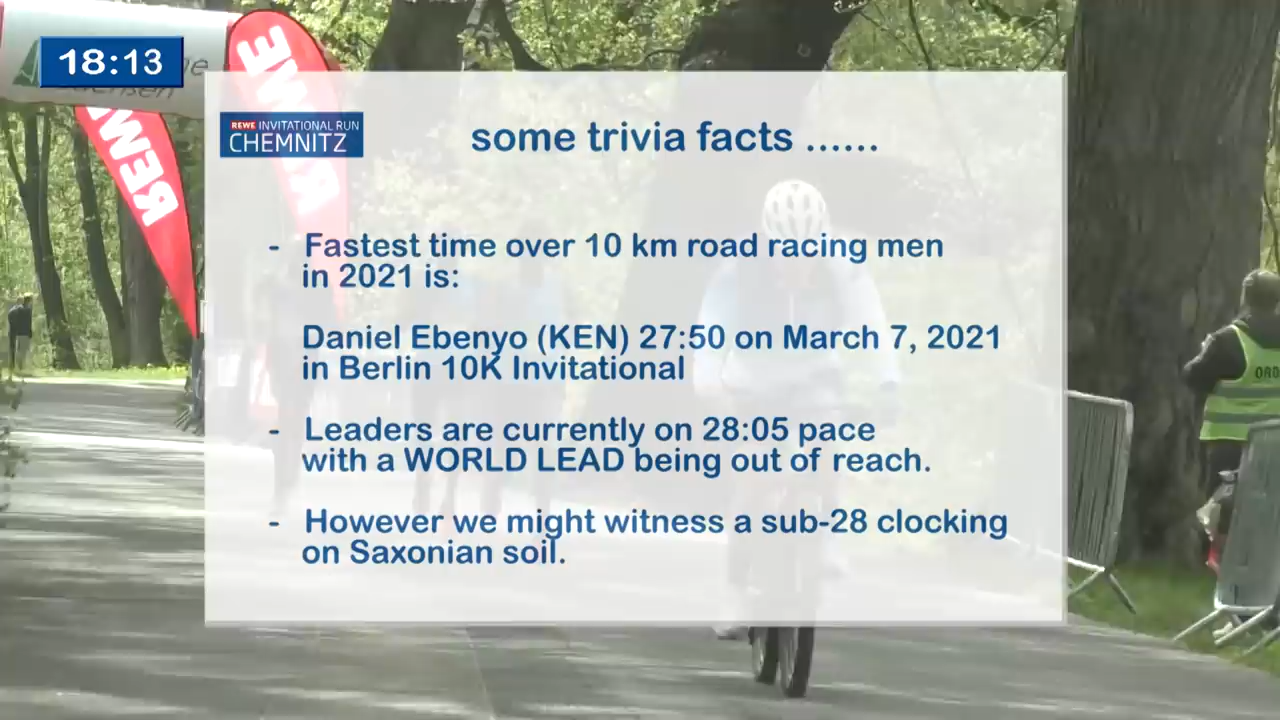 18:13
REWE
REWE
REWE INVITATIONAL RUN
CHEMNITZ
some trivia facts ......
- Fastest time over 10 km road racing men
in 2021 is:
Daniel Ebenyo (KEN) 27:50 on March 7, 2021
in Berlin 10K Invitational
- Leaders are currently on 28:05 pace
with a WORLD LEAD being out of reach.
- However we might witness a sub-28 clocking
on Saxonian soil.